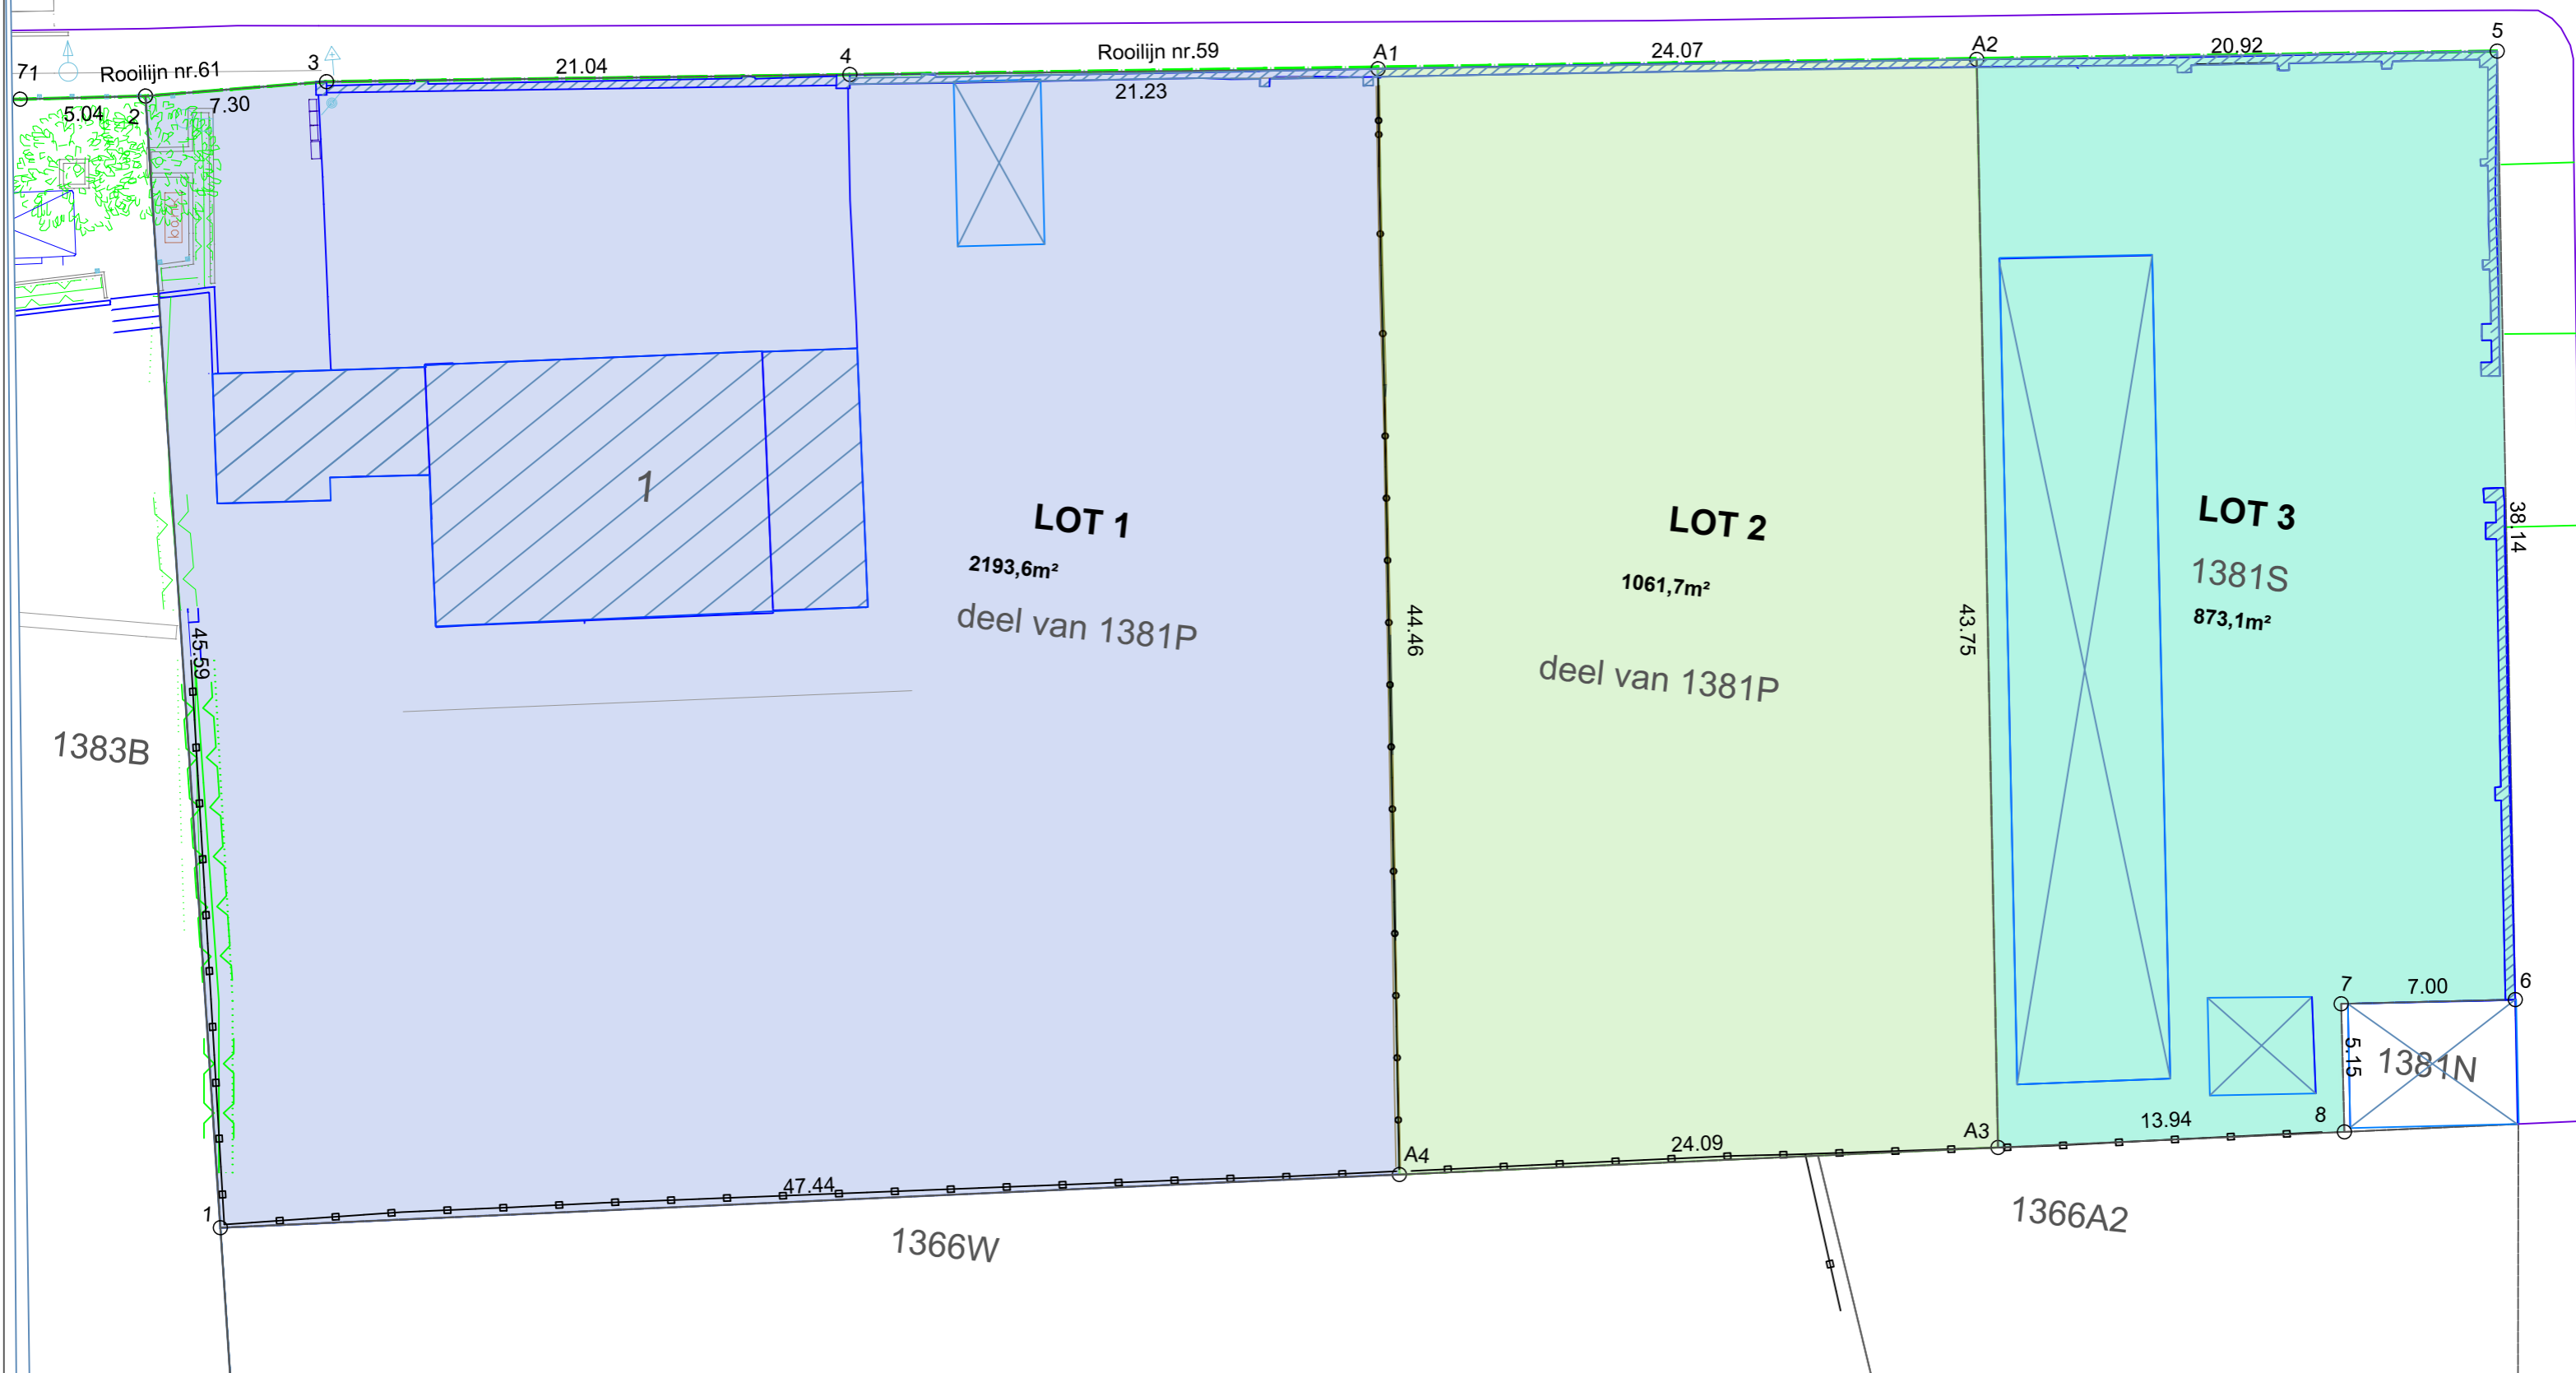 71
Rooilijn nr.61
3
21.04
4
Rooilijn nr.59
A1
24.07
A2
20.92
5
5.04
2
7.30
21.23
LOT 1
2193,6m²
deel van 1381P
1
LOT 2
1061,7m²
deel van 1381P
LOT 3
1381S
873,1m²
38.14
45.59
44.46
43.75
1383B
7
7.00
6
5.15
1381N
8
13.94
A3
24.09
A4
47.44
1
1366W
1366A2